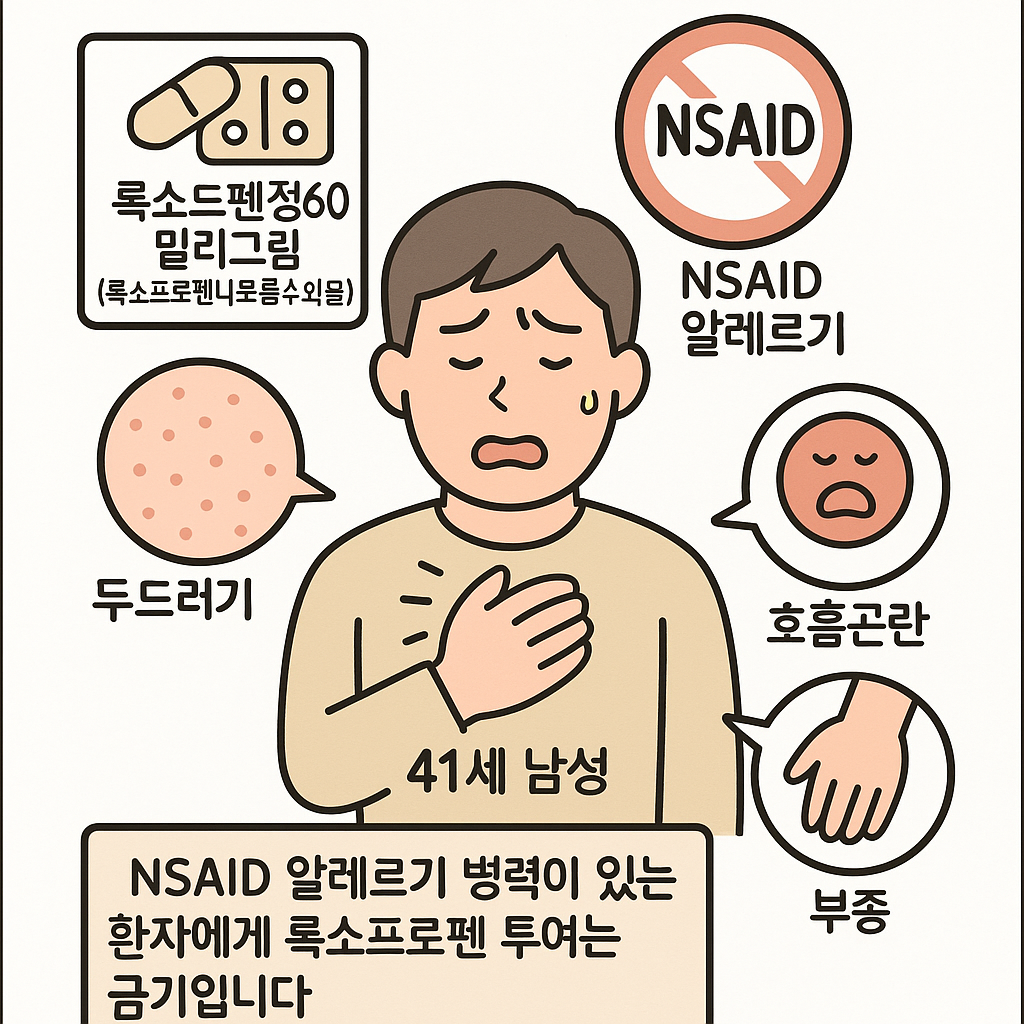 록소드펜정60
밀리그림
(록소프로펜나모름수외믈)
NSAID
NSAID
알레르기
두드러기
호흠곤란
41세 남성
부종
NSAID 알레르기 병력이 있는
환자에게 록소프로펜 투여는
금기입니다